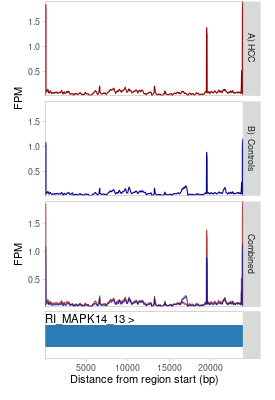 1.5
1.0
0.5
FPM
A) HCC
1.5
1.0
0.5
B) Controls
1.5
1.0
0.5
FPM
Combined
RI_MAPK14_13 >
5000 10000 15000 20000
Distance from region start (bp)